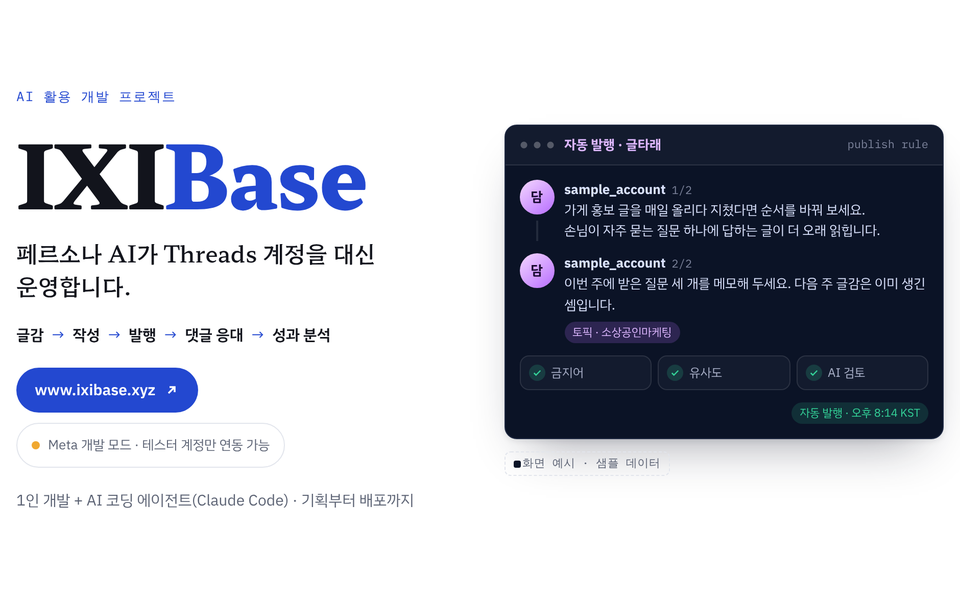 AI 활용 개발 프로젝트
IXIBase
페르소나 AI가 Threads 계정을 대신
운영합니다.
글감 → 작성 → 발행 → 댓글 응대 → 성과 분석
www.ixibase.xyz ↗
Meta 개발 모드 · 테스터 계정만 연동 가능
1인 개발 + AI 코딩 에이전트(Claude Code) · 기획부터 배포까지
자동 발행 · 글타래
publish rule
담
sample_account 1/2
가게 홍보 글을 매일 올리다 지쳤다면 순서를 바꿔 보세요.
손님이 자주 묻는 질문 하나에 답하는 글이 더 오래 읽힙니다.
담
sample_account 2/2
이번 주에 받은 질문 세 개를 메모해 두세요. 다음 주 글감은 이미 생긴
셈입니다.
토픽 · 소상공인마케팅
금지어
유사도
AI 검토
자동 발행 · 오후 8:14 KST
화면 예시 · 샘플 데이터